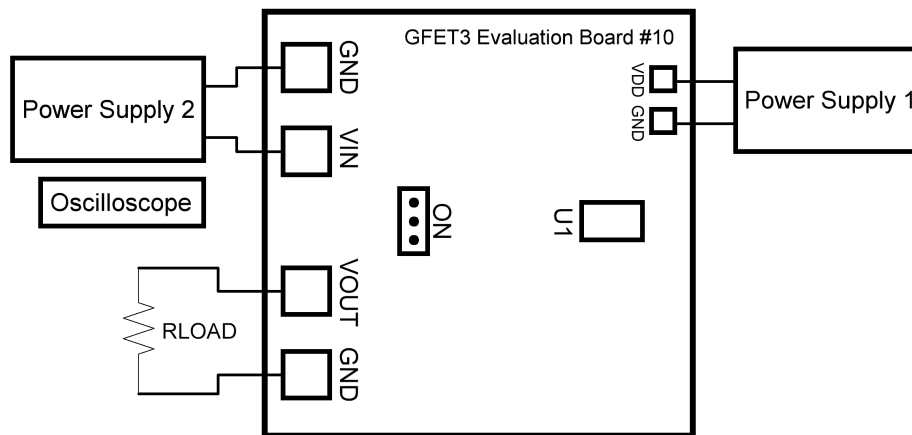 GFET3 Evaluation Board #10
Power Supply 2
GND
VIN
VDD
GND
Power Supply 1
Oscilloscope
ON
U1
VOUT
RLOAD
GND